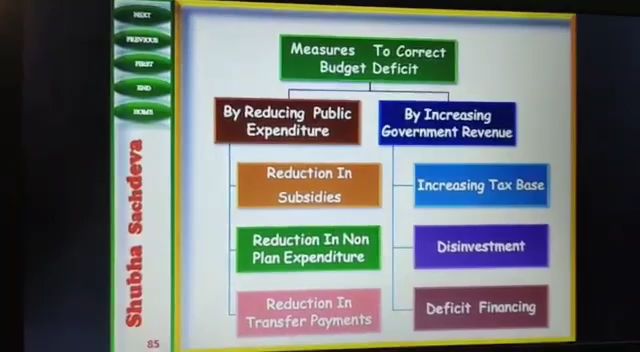 NEXT
PREVIOUS
FIRST
END
HOME
Shubha Sachdeva
85
Measures To Correct
Budget Deficit
By Reducing Public
Expenditure
By Increasing
Government Revenue
Reduction In
Subsidies
Increasing Tax Base
Reduction In Non
Plan Expenditure
Disinvestment
Reduction In
Transfer Payments
Deficit Financing